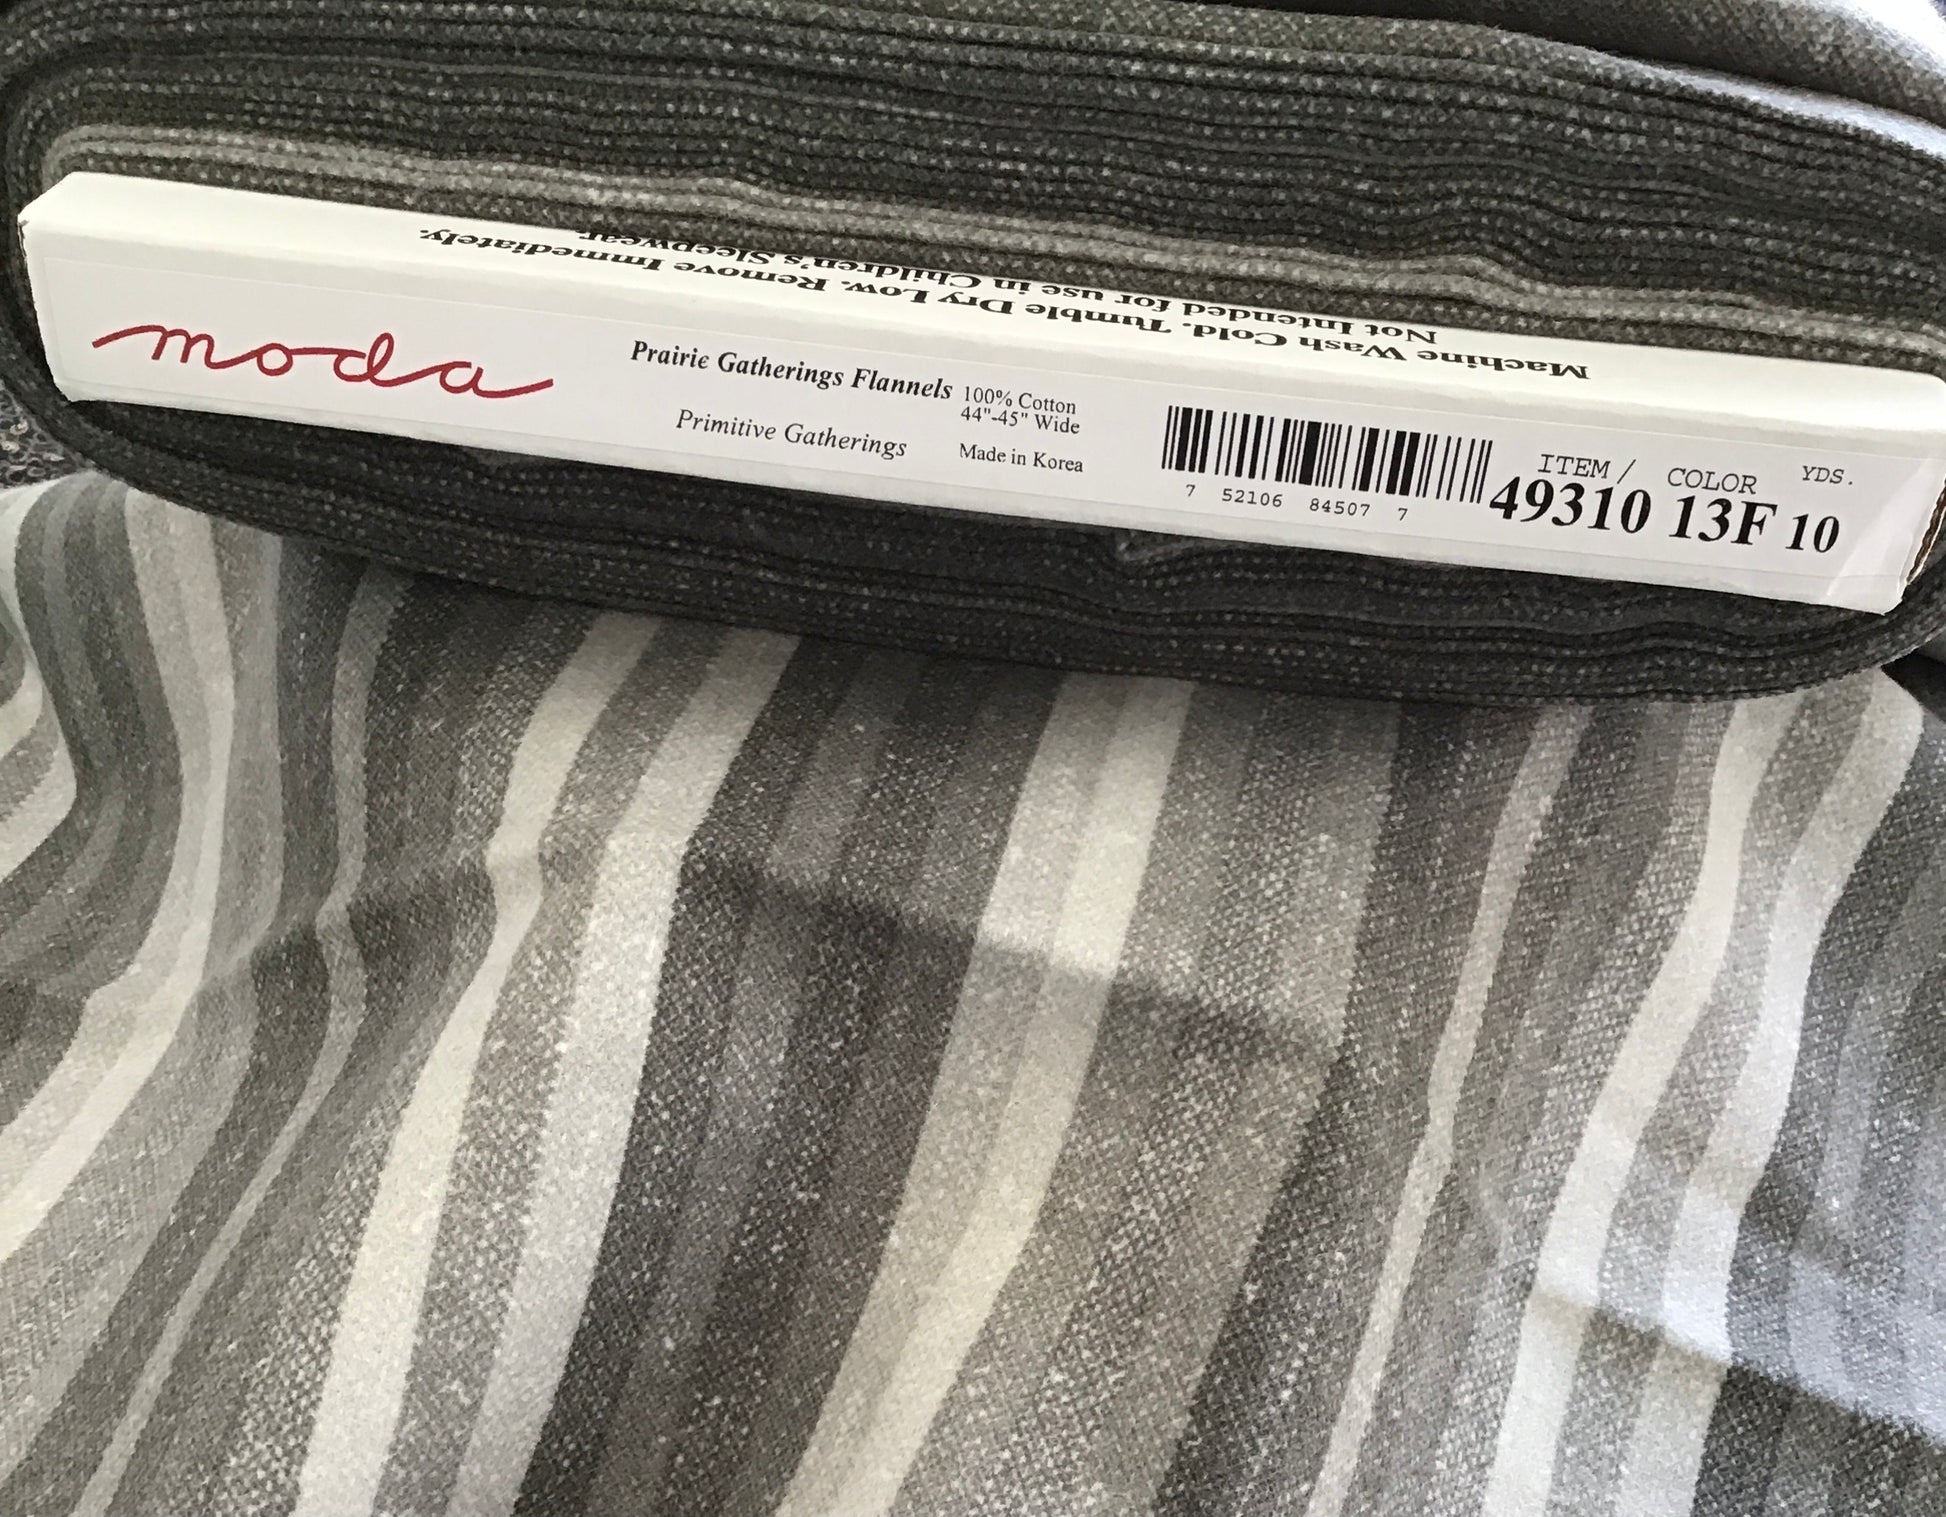 Machine Wash Cold. Tumble Dry Low. Remove Immediately.
Not Intended for use in Children's Sleepwear.
moda
Prairie Gatherings Flannels
Primitive Gatherings
100% Cotton
44"-45" Wide
Made in Korea
7 52106 84507 7
ITEM / COLOR YDS.
49310 13F 10